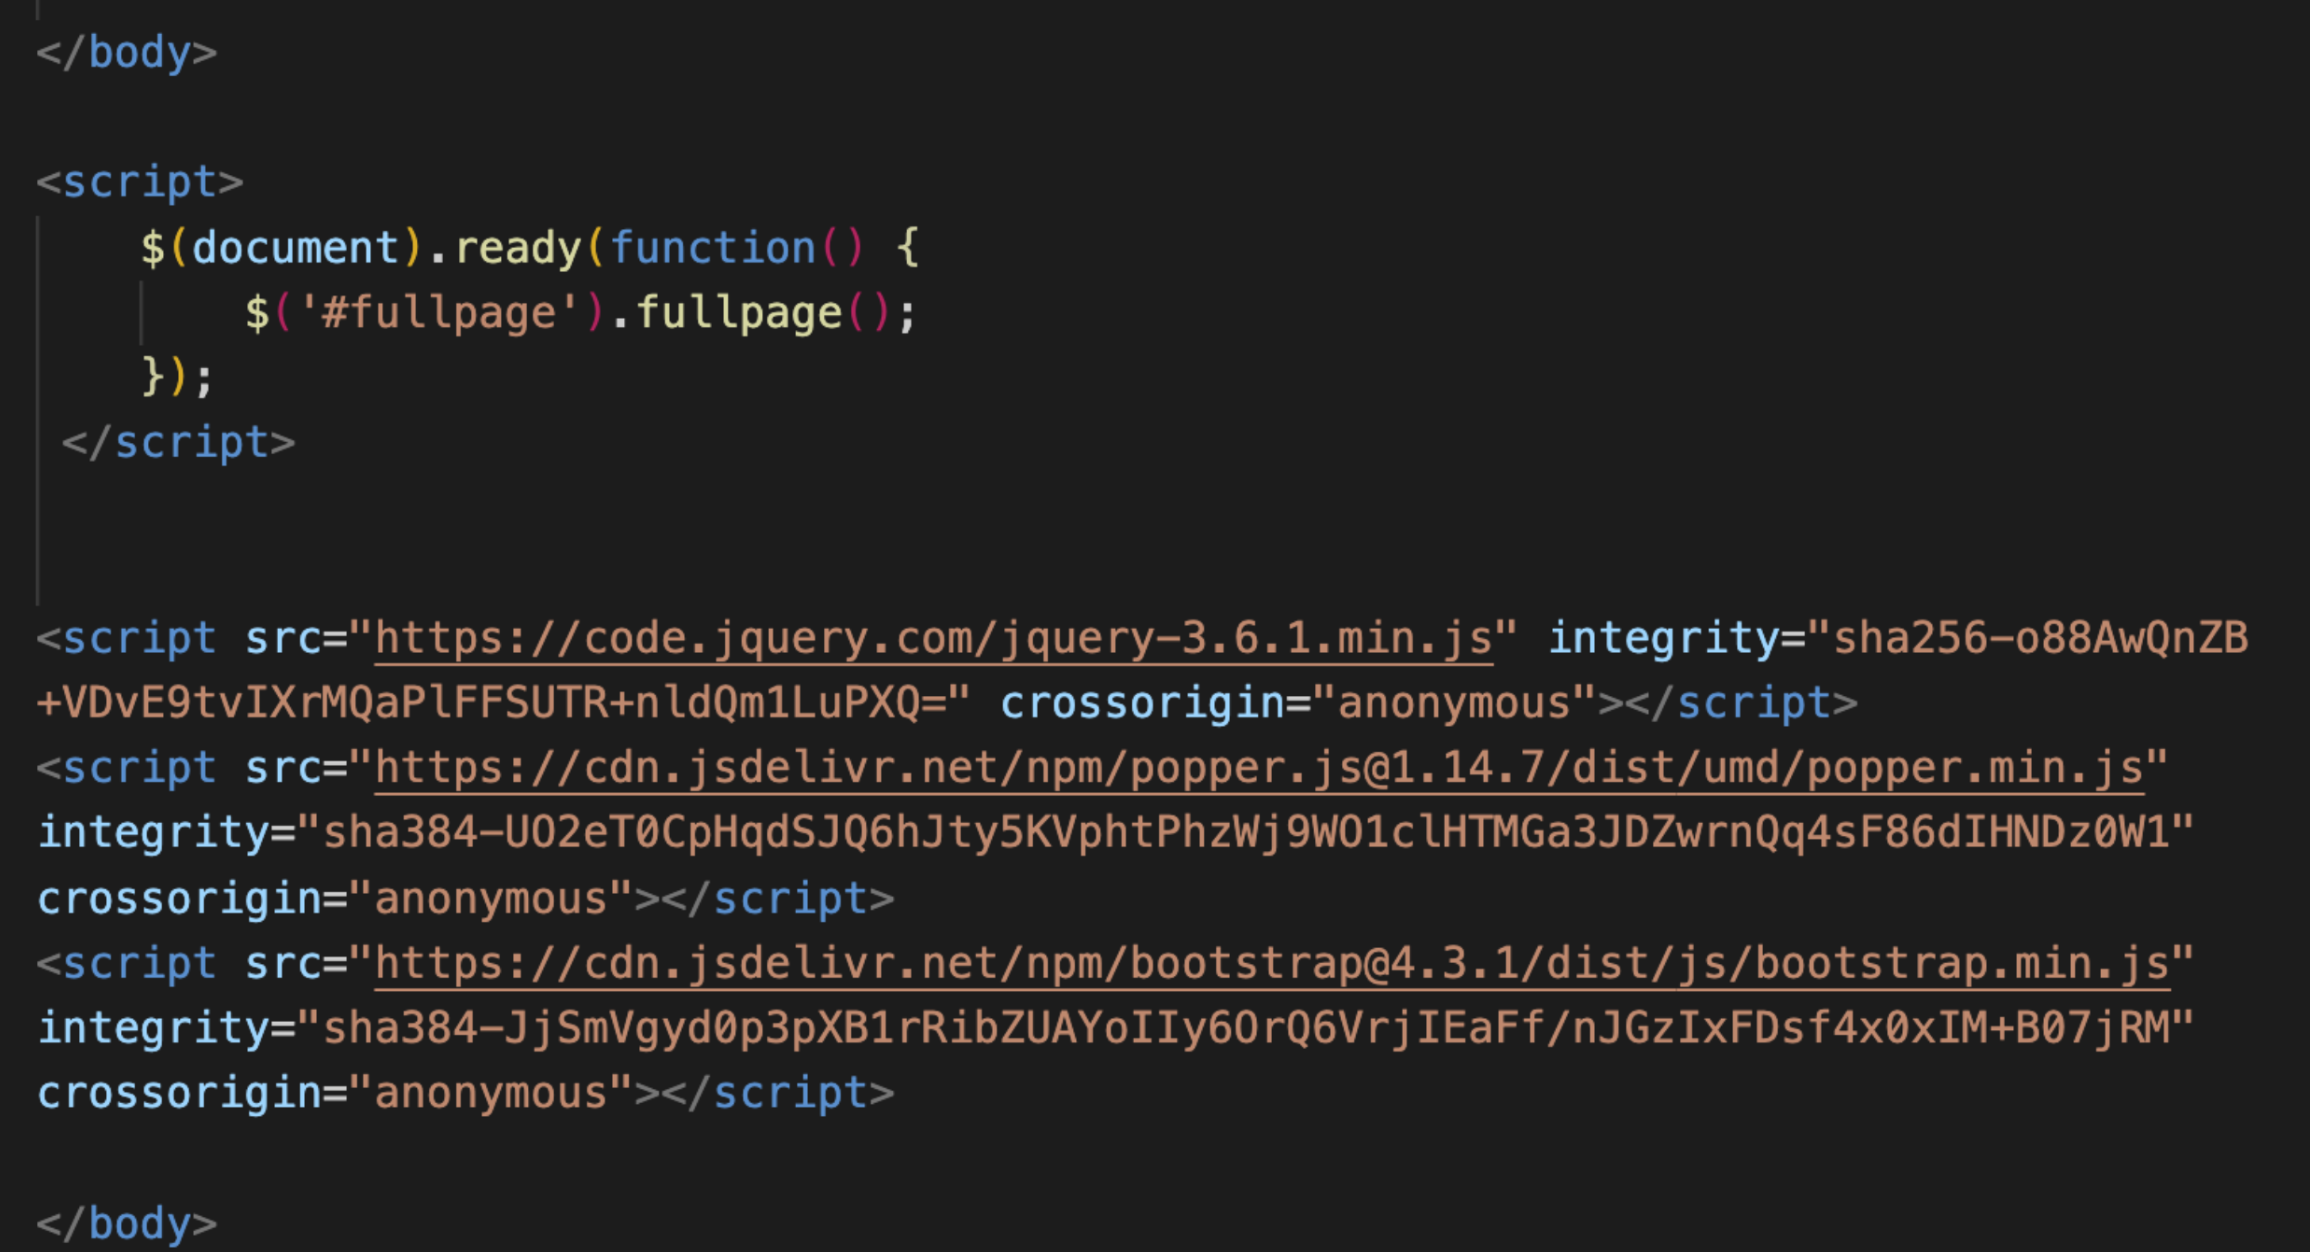 </body>
<script>
$(document).ready(function() {
$('#fullpage').fullpage();
});
</script>
<script src="https://code.jquery.com/jquery-3.6.1.min.js" integrity="sha256-o88AwQnZB
+VDvE9tvIXrMQaPlFFSUTR+nldQm1LuPXQ=" crossorigin="anonymous"></script>
<script src="https://cdn.jsdelivr.net/npm/popper.js@1.14.7/dist/umd/popper.min.js"
integrity="sha384-UO2eT0CpHqdSJQ6hJty5KVphtPhzWj9WO1clHTMGa3JDZwrnQq4sF86dIHNDz0W1"
crossorigin="anonymous"></script>
<script src="https://cdn.jsdelivr.net/npm/bootstrap@4.3.1/dist/js/bootstrap.min.js"
integrity="sha384-JjSmVgyd0p3pXB1rRibZUAYoIIy6OrQ6VrjIEaFf/nJGzIxFDsf4x0xIM+B07jRM"
crossorigin="anonymous"></script>
</body>